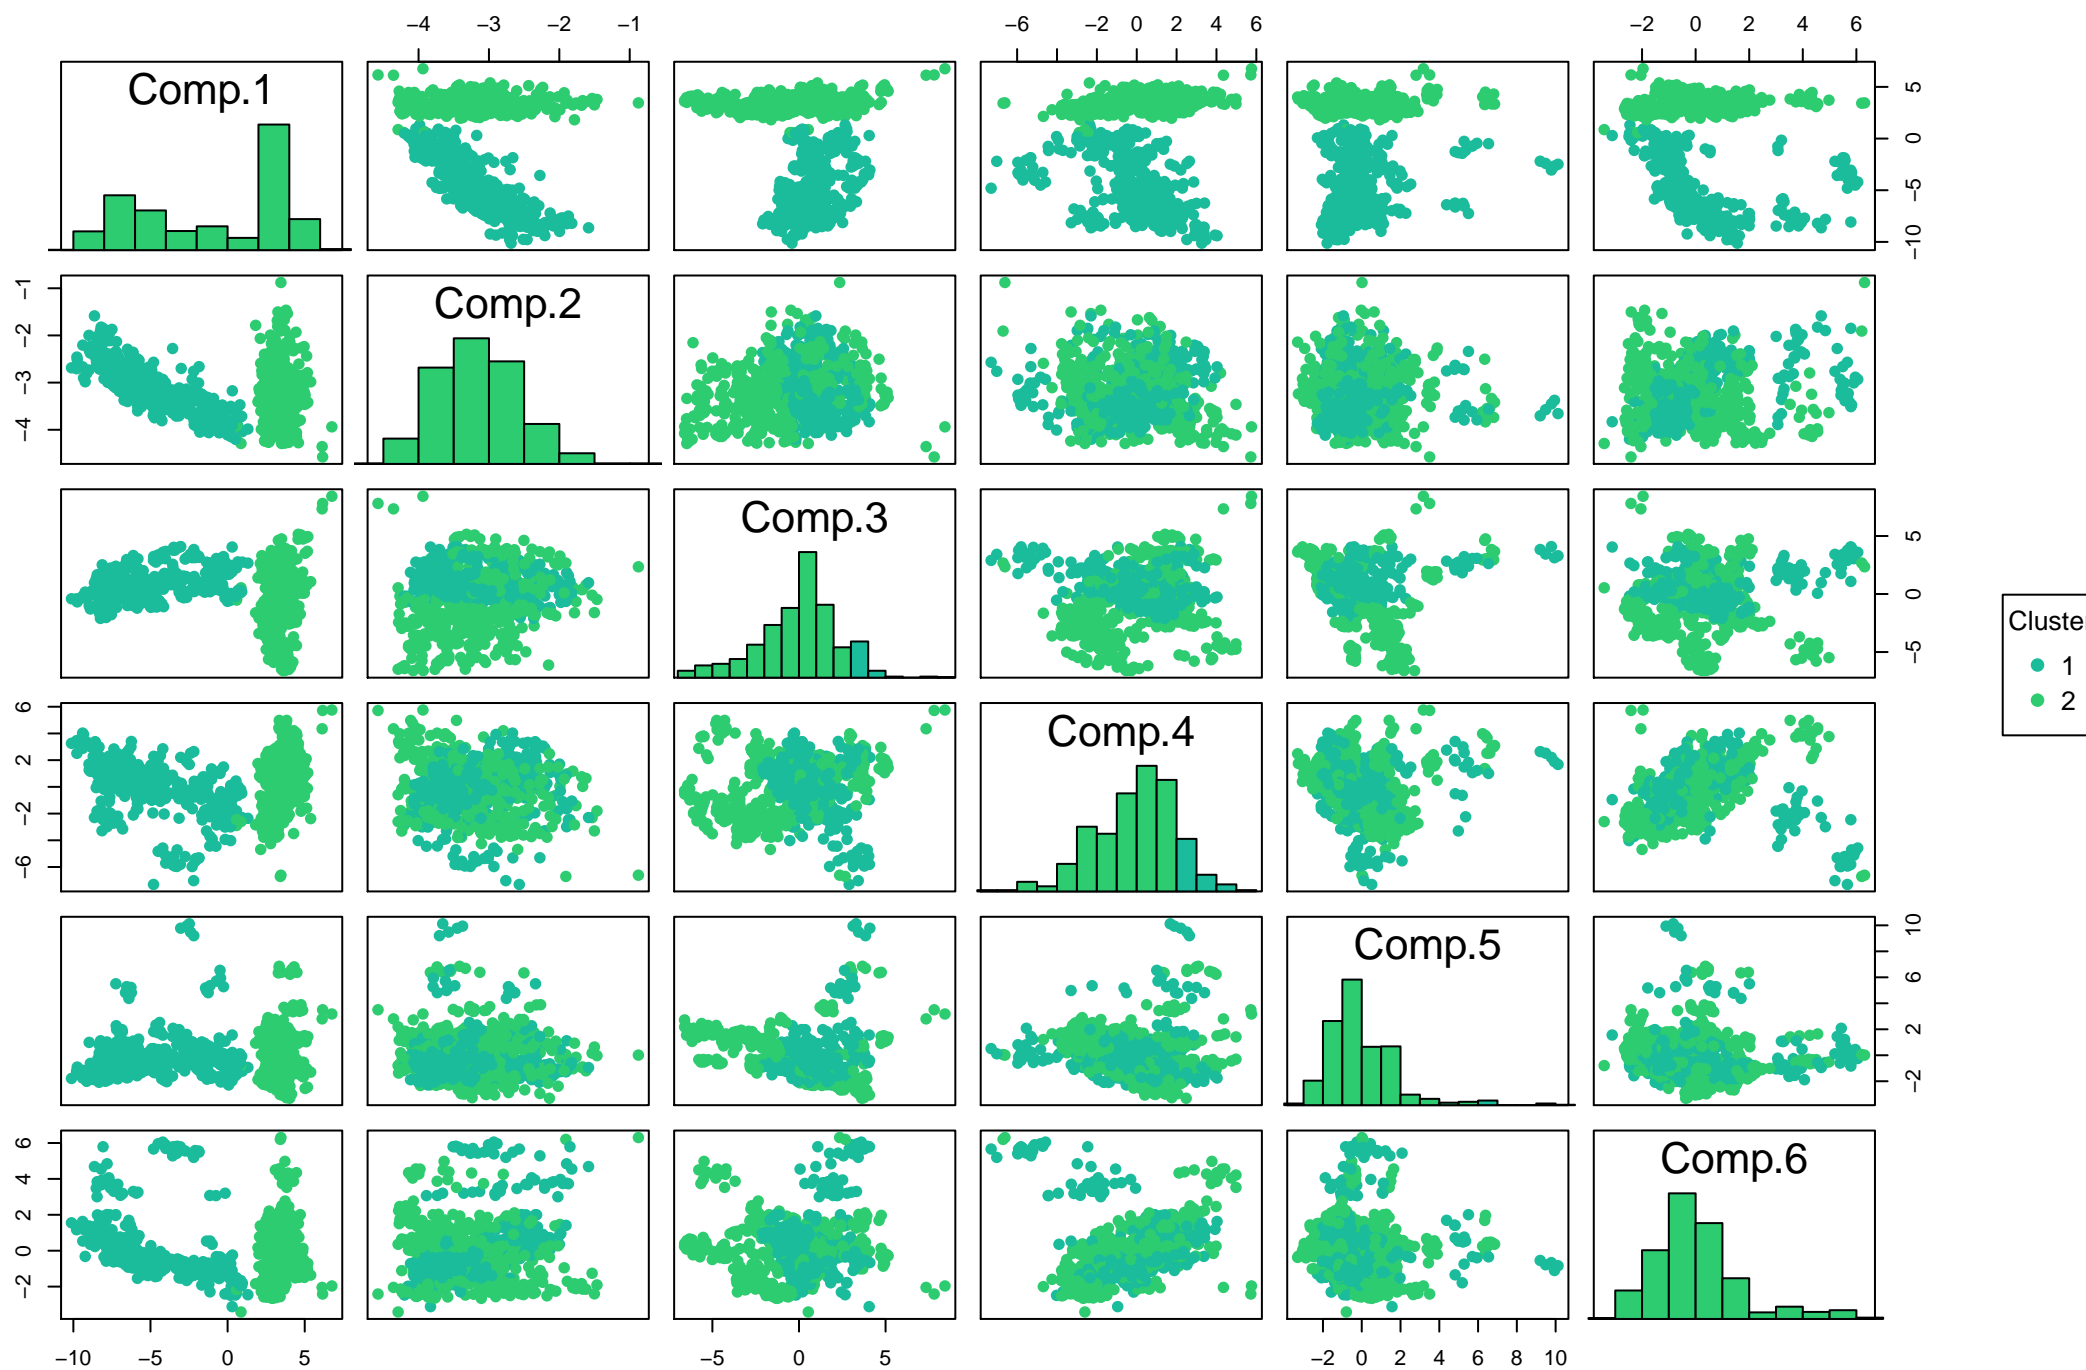 −4 −3 −2 −1
−6 −2 0 2 4 6
−2 0 2 4 6
Comp.1
−10 −5 0 5
−4 −3 −2 −1
Comp.2
Comp.3
−5 0 5
Cluster
1
2
−6 −2 2 6
Comp.4
Comp.5
−2 2 6 10
−2 0 2 4 6
Comp.6
−10 −5 0 5
−5 0 5
−2 0 2 4 6 8 10